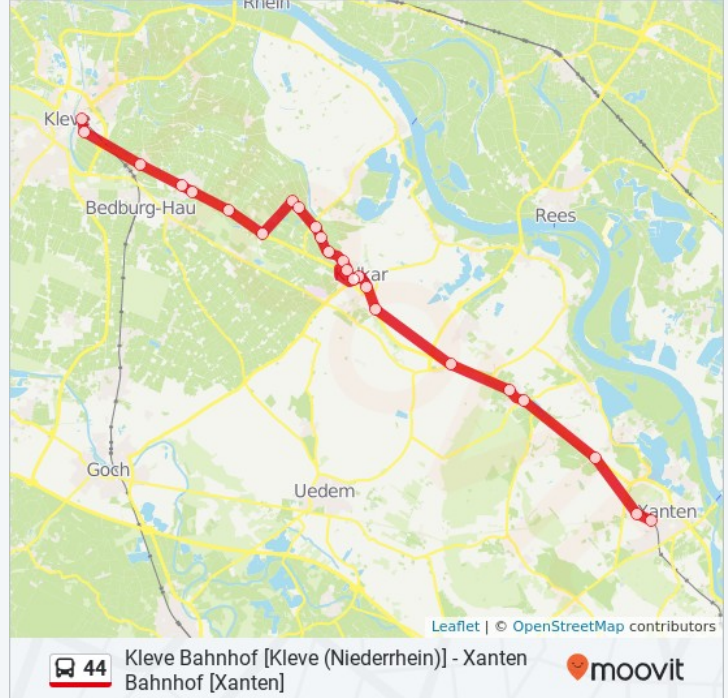 Rhein
Kleve
Bedburg-Hau
Rees
lkar
Goch
Uedem
Xanten
Leaflet | © OpenStreetMap contributors
44
Kleve Bahnhof [Kleve (Niederrhein)] - Xanten
Bahnhof [Xanten]
moovit